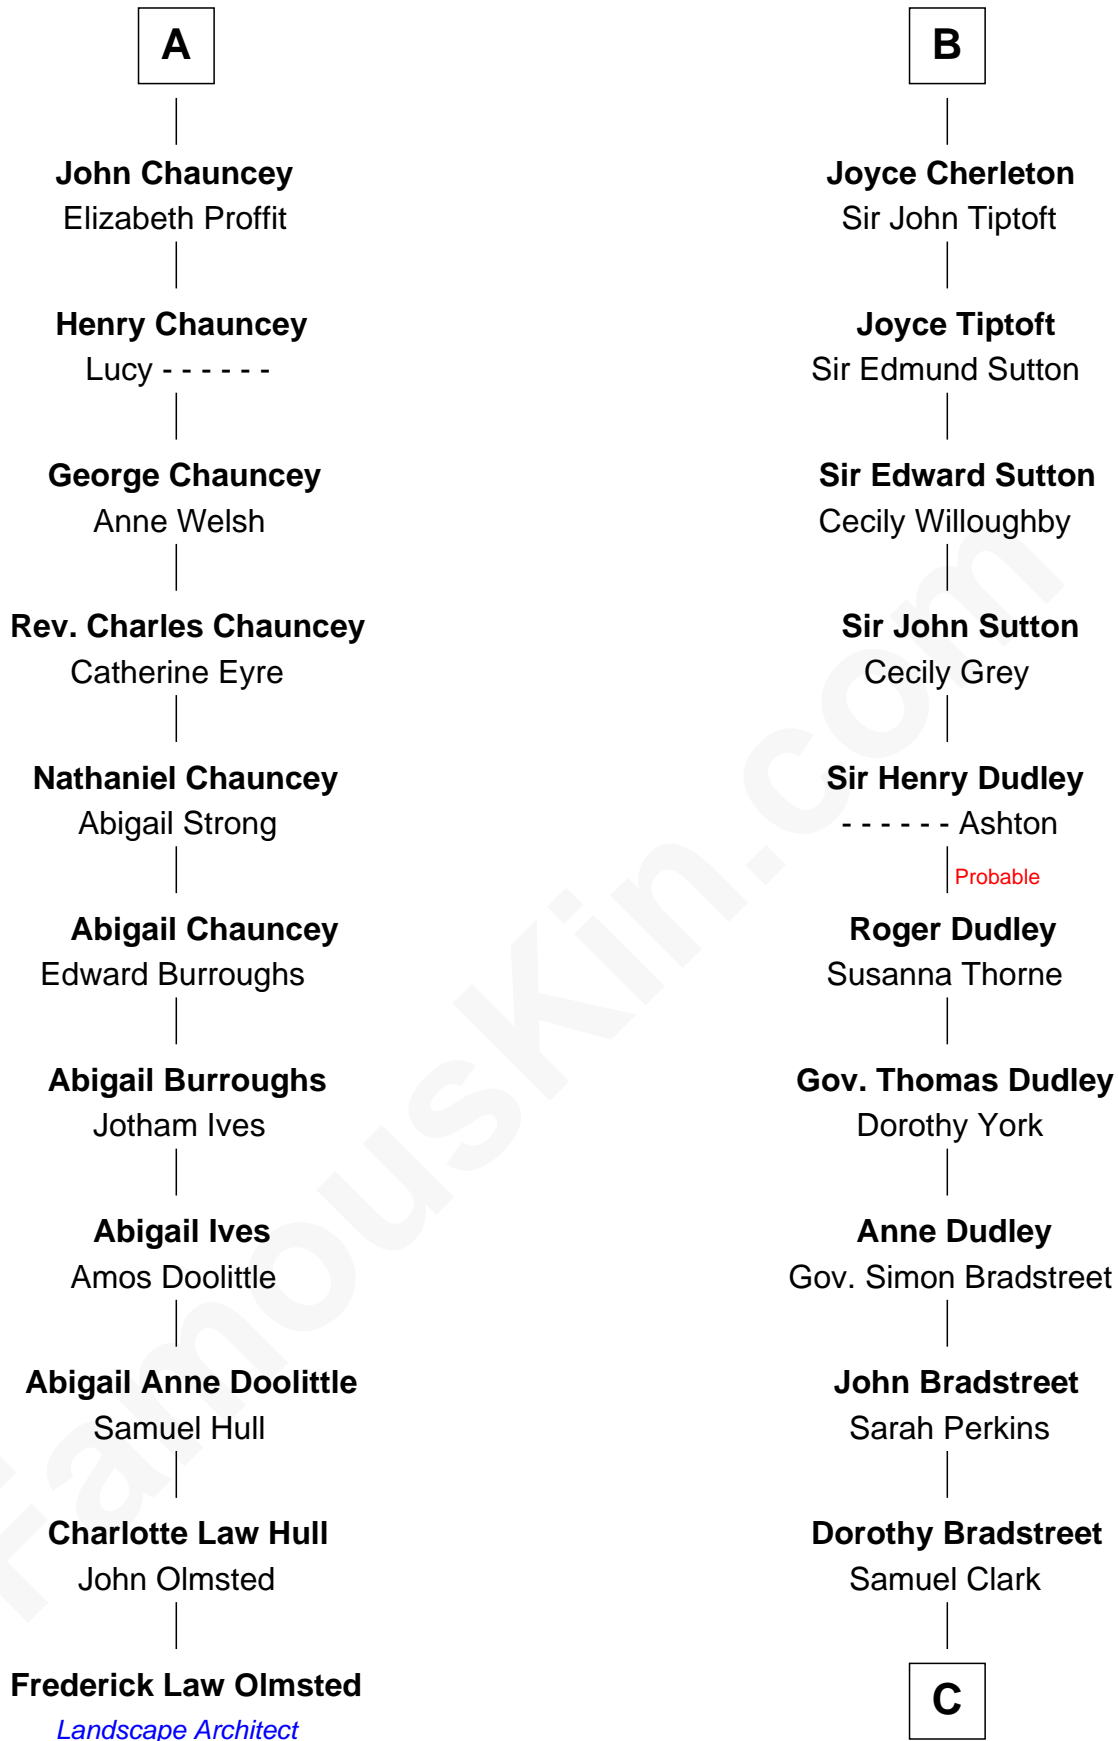 A
John Chauncey
Elizabeth Proffit
Henry Chauncey
Lucy - - - - - -
George Chauncey
Anne Welsh
Rev. Charles Chauncey
Catherine Eyre
Nathaniel Chauncey
Abigail Strong
Abigail Chauncey
Edward Burroughs
Abigail Burroughs
Jotham Ives
Abigail Ives
Amos Doolittle
Abigail Anne Doolittle
Samuel Hull
Charlotte Law Hull
John Olmsted
Frederick Law Olmsted
Landscape Architect
B
Joyce Cherleton
Sir John Tiptoft
Joyce Tiptoft
Sir Edmund Sutton
Sir Edward Sutton
Cecily Willoughby
Sir John Sutton
Cecily Grey
Sir Henry Dudley
- - - - - - Ashton
Probable
Roger Dudley
Susanna Thorne
Gov. Thomas Dudley
Dorothy York
Anne Dudley
Gov. Simon Bradstreet
John Bradstreet
Sarah Perkins
Dorothy Bradstreet
Samuel Clark
C
FamousKin.com